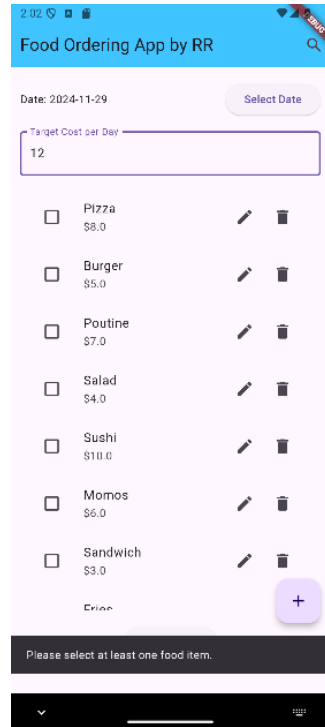 2:02
DEBUG
Food Ordering App by RR
Date: 2024-11-29
Select Date
Target Cost per Day
12
Pizza
$8.0
Burger
$5.0
Poutine
$7.0
Salad
$4.0
Sushi
$10.0
Momos
$6.0
Sandwich
$3.0
Fries
+
Please select at least one food item.